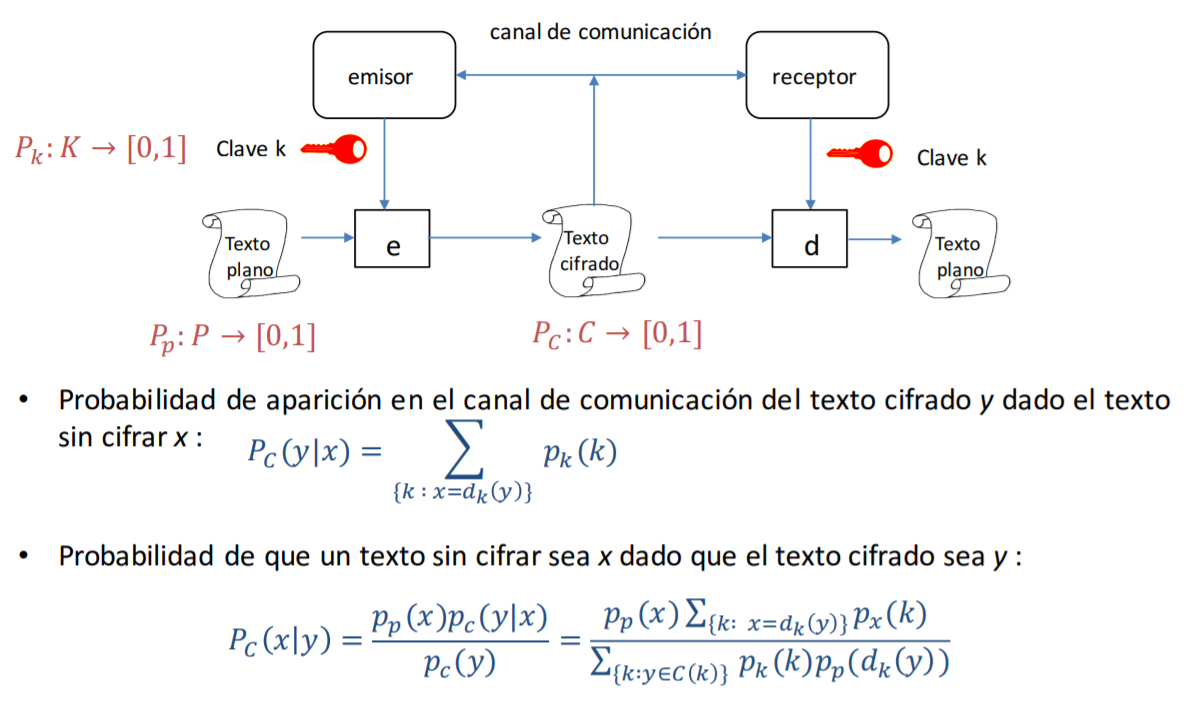 canal de comunicación
emisor
receptor
P_k: K → [0,1]
Clave k
Clave k
Texto
plano
e
Texto
cifrado
d
Texto
plano
P_p: P → [0,1]
P_C: C → [0,1]
• Probabilidad de aparición en el canal de comunicación del texto cifrado y dado el texto
sin cifrar x :
P_C(y|x) = ∑_{k : x=d_k(y)} p_k(k)
• Probabilidad de que un texto sin cifrar sea x dado que el texto cifrado sea y :
P_C(x|y) = p_p(x)p_c(y|x) / p_c(y) = p_p(x) ∑_{k: x=d_k(y)} p_x(k) / ∑_{k:y∈C(k)} p_k(k)p_p(d_k(y))